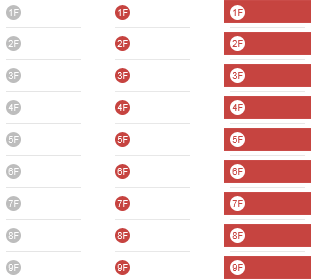 1F 1F 1F
2F 2F 2F
3F 3F 3F
4F 4F 4F
5F 5F 5F
6F 6F 6F
7F 7F 7F
8F 8F 8F
9F 9F 9F